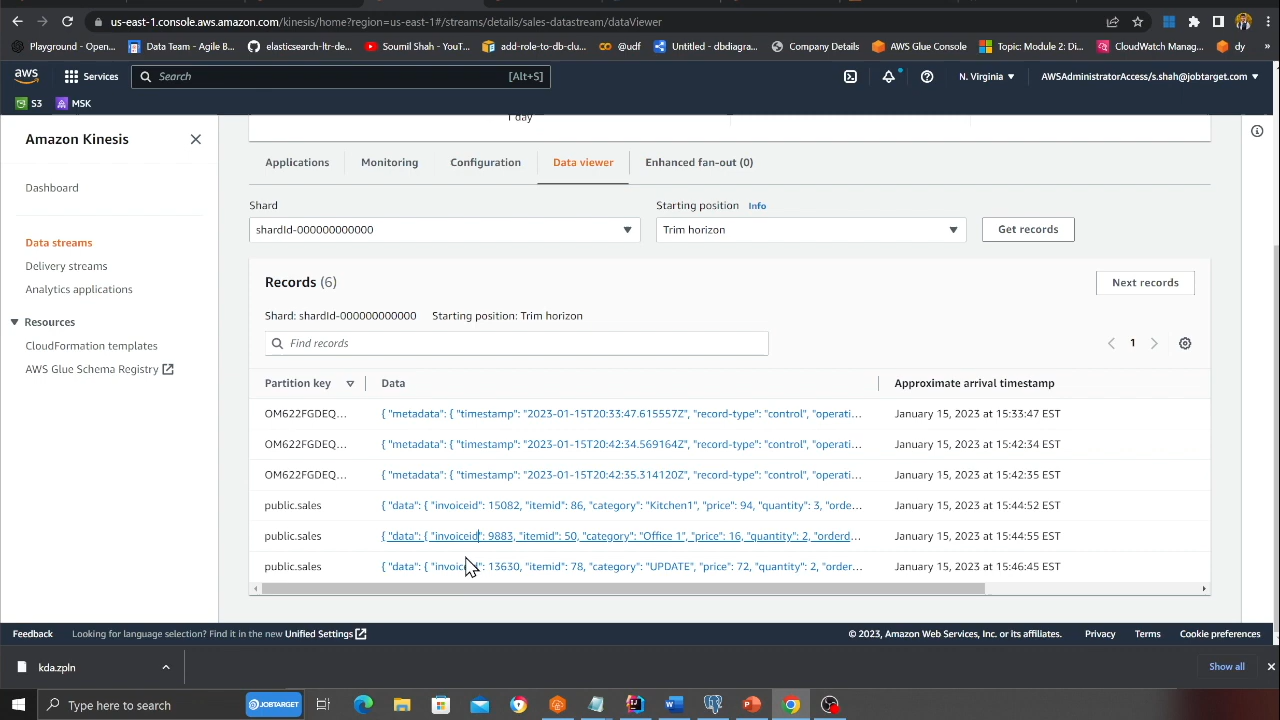 us-east-1.console.aws.amazon.com/kinesis/home?region=us-east-1#/streams/details/sales-datastream/dataViewer
Playground - Open...
Data Team - Agile B...
elasticsearch-ltr-de...
Soumil Shah - YouT...
add-role-to-db-clu...
@udf
Untitled - dbdiagra...
Company Details
AWS Glue Console
Topic: Module 2: Di...
CloudWatch Manag...
dy
aws
Services
Search
[Alt+S]
N. Virginia
AWSAdministratorAccess/s.shah@jobtarget.com
S3
MSK
Amazon Kinesis
Dashboard
Data streams
Delivery streams
Analytics applications
Resources
CloudFormation templates
AWS Glue Schema Registry
1 day
Applications
Monitoring
Configuration
Data viewer
Enhanced fan-out (0)
Shard
shardId-000000000000
Starting position
Info
Trim horizon
Get records
Records (6)
Next records
Shard: shardId-000000000000
Starting position: Trim horizon
Find records
1
Partition key
Data
Approximate arrival timestamp
OM622FGDEQ... { "metadata": { "timestamp": "2023-01-15T20:33:47.615557Z", "record-type": "control", "operati... January 15, 2023 at 15:33:47 EST
OM622FGDEQ... { "metadata": { "timestamp": "2023-01-15T20:42:34.569164Z", "record-type": "control", "operati... January 15, 2023 at 15:42:34 EST
OM622FGDEQ... { "metadata": { "timestamp": "2023-01-15T20:42:35.314120Z", "record-type": "control", "operati... January 15, 2023 at 15:42:35 EST
public.sales { "data": { "invoiceid": 15082, "itemid": 86, "category": "Kitchen1", "price": 94, "quantity": 3, "orde... January 15, 2023 at 15:44:52 EST
public.sales { "data": { "invoiceid": 9883, "itemid": 50, "category": "Office 1", "price": 16, "quantity": 2, "orderd... January 15, 2023 at 15:44:55 EST
public.sales { "data": { "invoiceid": 13630, "itemid": 78, "category": "UPDATE", "price": 72, "quantity": 2, "order... January 15, 2023 at 15:46:45 EST
Feedback
Looking for language selection? Find it in the new Unified Settings
© 2023, Amazon Web Services, Inc. or its affiliates.
Privacy
Terms
Cookie preferences
kda.zpln
Show all
Type here to search
JOBTARGET